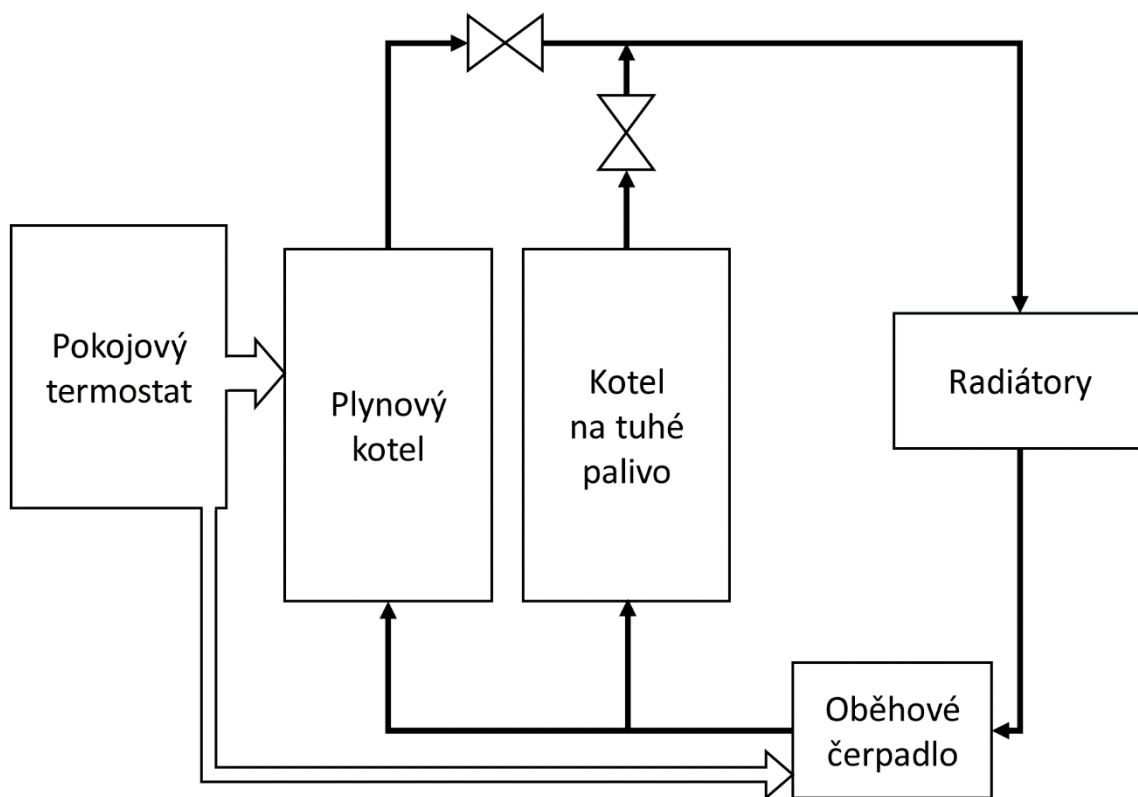 Pokojový
termostat
Plynový
kotel
Kotel
na tuhé
palivo
Radiátory
Oběhové
čerpadlo